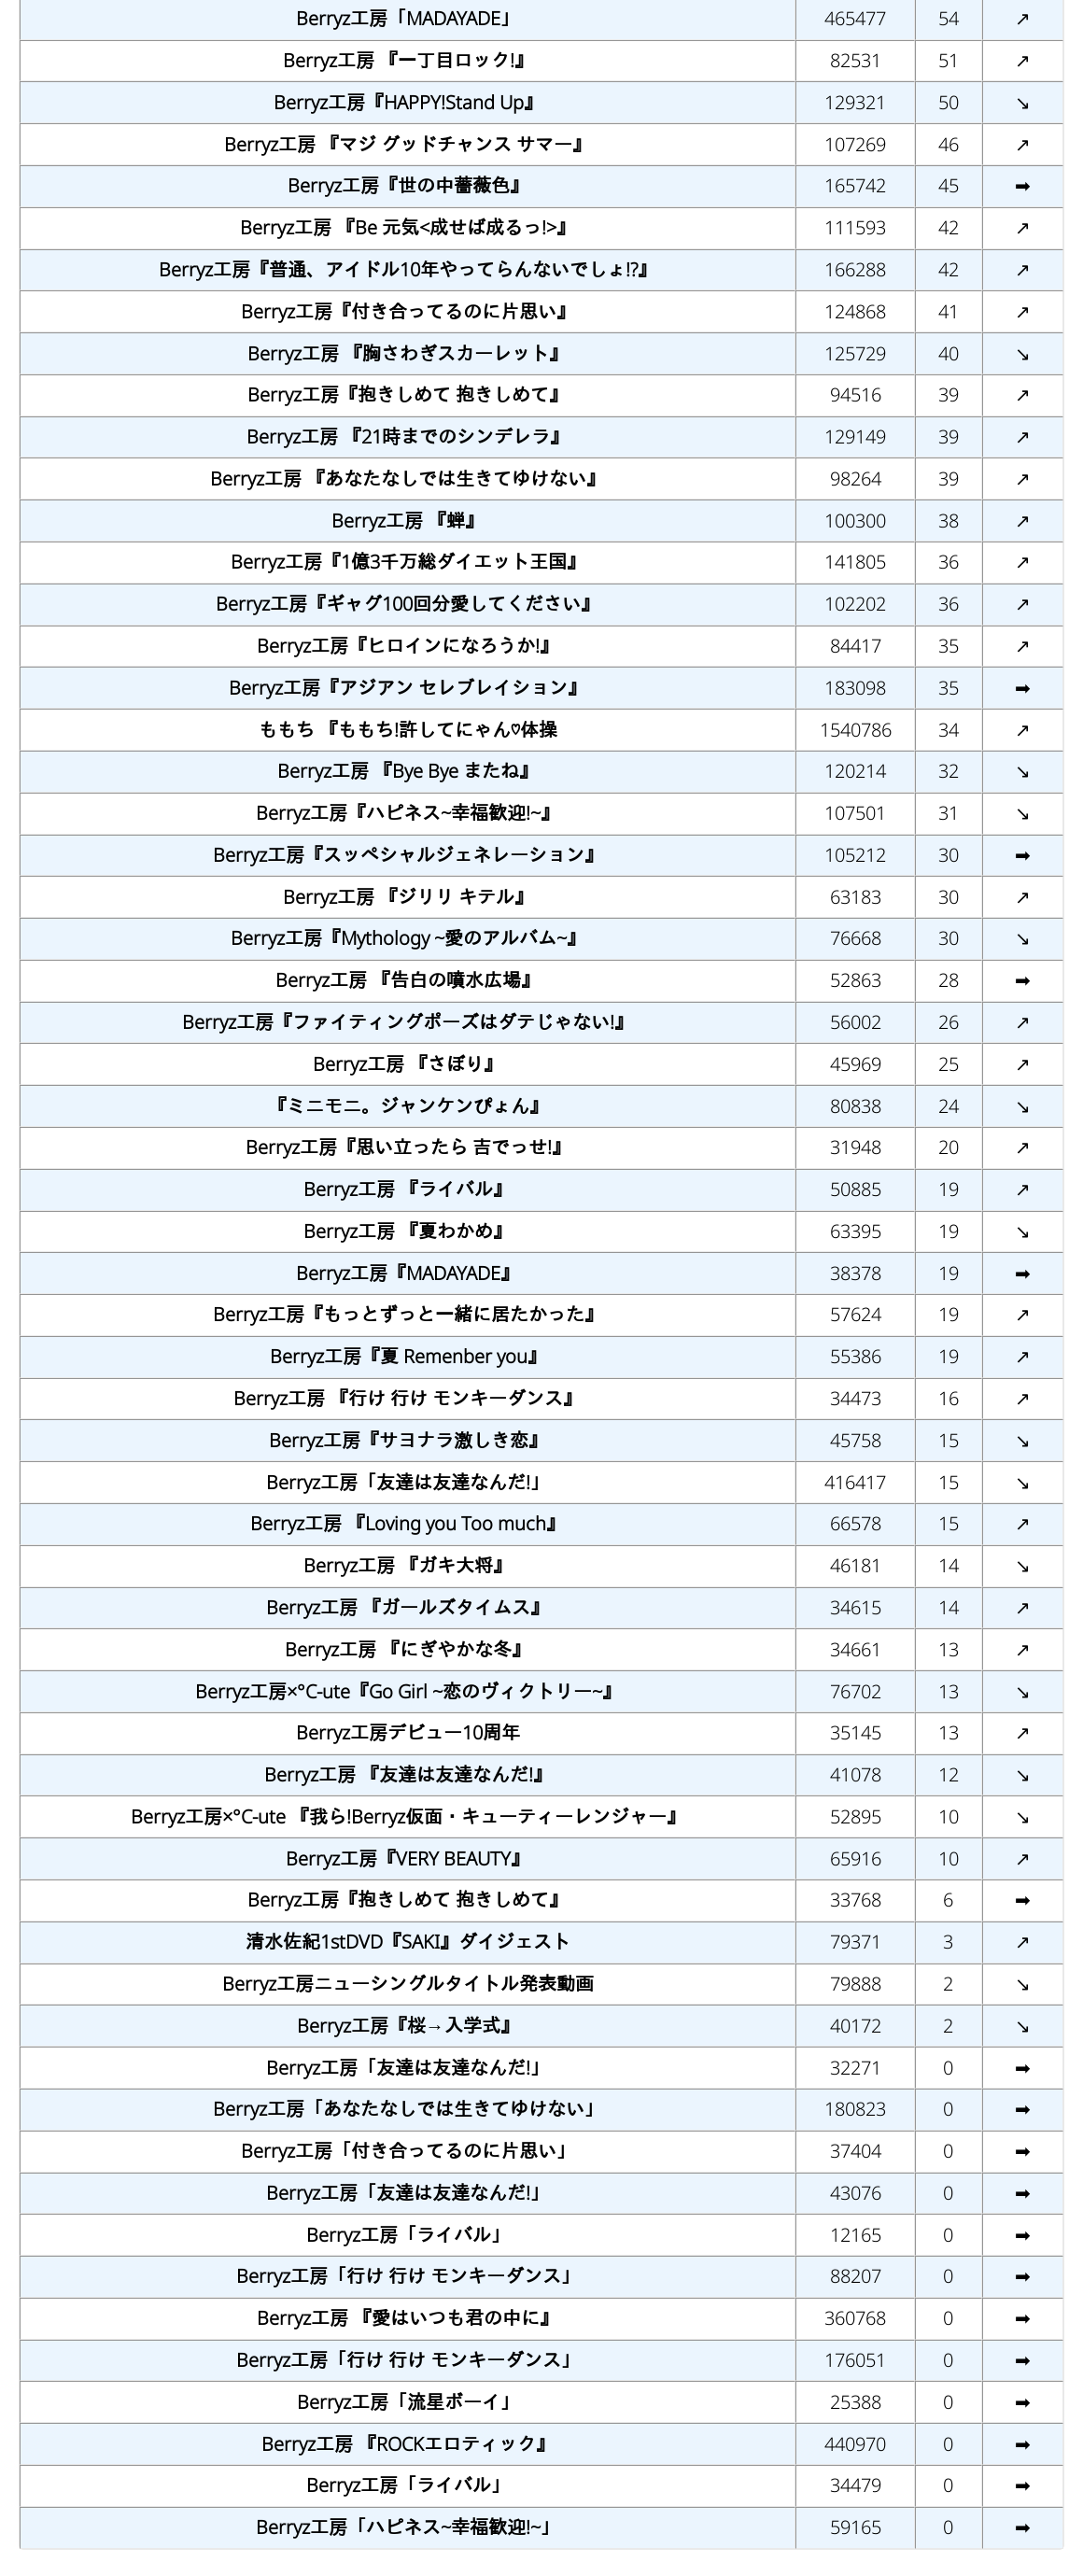 Berryz工房「MADAYADE」 465477 54 ↗
Berryz工房 『一丁目ロック!』 82531 51 ↗
Berryz工房『HAPPY!Stand Up』 129321 50 ↘
Berryz工房 『マジ グッドチャンス サマー』 107269 46 ↗
Berryz工房『世の中薔薇色』 165742 45 ➡
Berryz工房 『Be 元気<成せば成るっ!>』 111593 42 ↗
Berryz工房『普通、アイドル10年やってらんないでしょ!?』 166288 42 ↗
Berryz工房『付き合ってるのに片思い』 124868 41 ↗
Berryz工房 『胸さわぎスカーレット』 125729 40 ↘
Berryz工房『抱きしめて 抱きしめて』 94516 39 ↗
Berryz工房 『21時までのシンデレラ』 129149 39 ↗
Berryz工房 『あなたなしでは生きてゆけない』 98264 39 ↗
Berryz工房 『蝉』 100300 38 ↗
Berryz工房『1億3千万総ダイエット王国』 141805 36 ↗
Berryz工房『ギャグ100回分愛してください』 102202 36 ↗
Berryz工房『ヒロインになろうか!』 84417 35 ↗
Berryz工房『アジアン セレブレイション』 183098 35 ➡
ももち 『ももち!許してにゃん♡体操 1540786 34 ↗
Berryz工房 『Bye Bye またね』 120214 32 ↘
Berryz工房『ハピネス~幸福歓迎!~』 107501 31 ↘
Berryz工房『スッペシャルジェネレーション』 105212 30 ➡
Berryz工房 『ジリリ キテル』 63183 30 ↗
Berryz工房『Mythology ~愛のアルバム~』 76668 30 ↘
Berryz工房 『告白の噴水広場』 52863 28 ➡
Berryz工房『ファイティングポーズはダテじゃない!』 56002 26 ↗
Berryz工房 『さぼり』 45969 25 ↗
『ミニモニ。ジャンケンぴょん』 80838 24 ↘
Berryz工房『思い立ったら 吉でっせ!』 31948 20 ↗
Berryz工房 『ライバル』 50885 19 ↗
Berryz工房 『夏わかめ』 63395 19 ↘
Berryz工房『MADAYADE』 38378 19 ➡
Berryz工房『もっとずっと一緒に居たかった』 57624 19 ↗
Berryz工房『夏 Remenber you』 55386 19 ↗
Berryz工房 『行け 行け モンキーダンス』 34473 16 ↗
Berryz工房『サヨナラ激しき恋』 45758 15 ↘
Berryz工房「友達は友達なんだ!」 416417 15 ↘
Berryz工房 『Loving you Too much』 66578 15 ↗
Berryz工房 『ガキ大将』 46181 14 ↘
Berryz工房 『ガールズタイムス』 34615 14 ↗
Berryz工房 『にぎやかな冬』 34661 13 ↗
Berryz工房×°C-ute『Go Girl ~恋のヴィクトリー~』 76702 13 ↘
Berryz工房デビュー10周年 35145 13 ↗
Berryz工房 『友達は友達なんだ!』 41078 12 ↘
Berryz工房×°C-ute 『我ら!Berryz仮面・キューティーレンジャー』 52895 10 ↘
Berryz工房『VERY BEAUTY』 65916 10 ↗
Berryz工房『抱きしめて 抱きしめて』 33768 6 ➡
清水佐紀1stDVD『SAKI』ダイジェスト 79371 3 ↗
Berryz工房ニューシングルタイトル発表動画 79888 2 ↘
Berryz工房『桜→入学式』 40172 2 ↘
Berryz工房「友達は友達なんだ!」 32271 0 ➡
Berryz工房「あなたなしでは生きてゆけない」 180823 0 ➡
Berryz工房「付き合ってるのに片思い」 37404 0 ➡
Berryz工房「友達は友達なんだ!」 43076 0 ➡
Berryz工房「ライバル」 12165 0 ➡
Berryz工房「行け 行け モンキーダンス」 88207 0 ➡
Berryz工房 『愛はいつも君の中に』 360768 0 ➡
Berryz工房「行け 行け モンキーダンス」 176051 0 ➡
Berryz工房「流星ボーイ」 25388 0 ➡
Berryz工房 『ROCKエロティック』 440970 0 ➡
Berryz工房「ライバル」 34479 0 ➡
Berryz工房「ハピネス~幸福歓迎!~」 59165 0 ➡